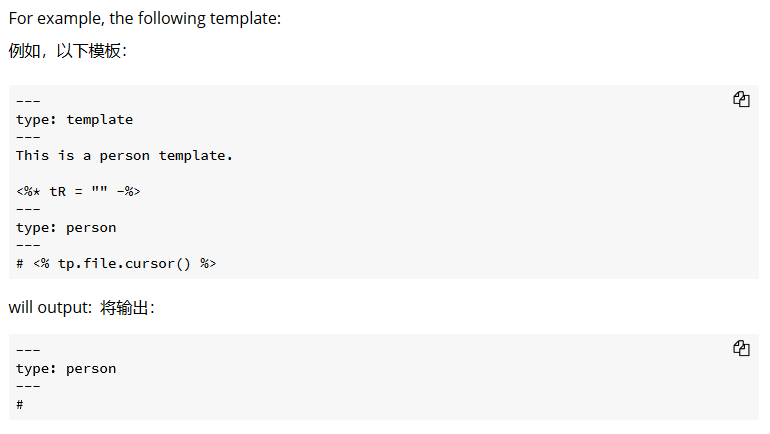 For example, the following template:
例如，以下模板：
---
type: template
---
This is a person template.
<%* tR = "" -%>
---
type: person
---
# <% tp.file.cursor() %>
will output: 将输出：
---
type: person
---
#